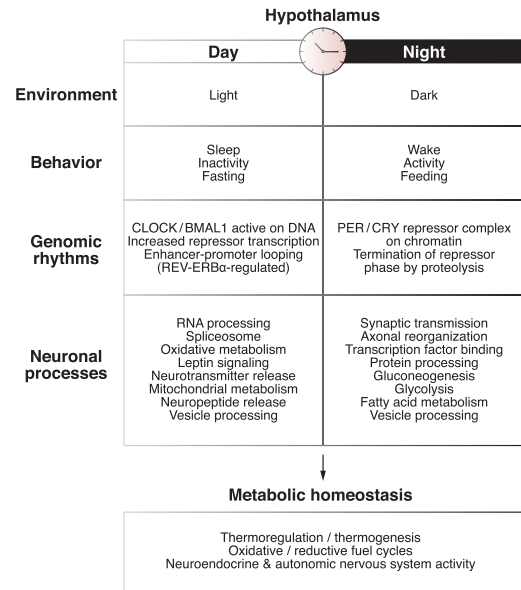 Hypothalamus
Day
Night
Environment
Light
Dark
Behavior
Sleep
Inactivity
Fasting
Wake
Activity
Feeding
Genomic
rhythms
CLOCK / BMAL1 active on DNA
Increased repressor transcription
Enhancer-promoter looping
(REV-ERBα-regulated)
PER / CRY repressor complex
on chromatin
Termination of repressor
phase by proteolysis
Neuronal
processes
RNA processing
Spliceosome
Oxidative metabolism
Leptin signaling
Neurotransmitter release
Mitochondrial metabolism
Neuropeptide release
Vesicle processing
Synaptic transmission
Axonal reorganization
Transcription factor binding
Protein processing
Gluconeogenesis
Glycolysis
Fatty acid metabolism
Vesicle processing
Metabolic homeostasis
Thermoregulation / thermogenesis
Oxidative / reductive fuel cycles
Neuroendocrine & autonomic nervous system activity